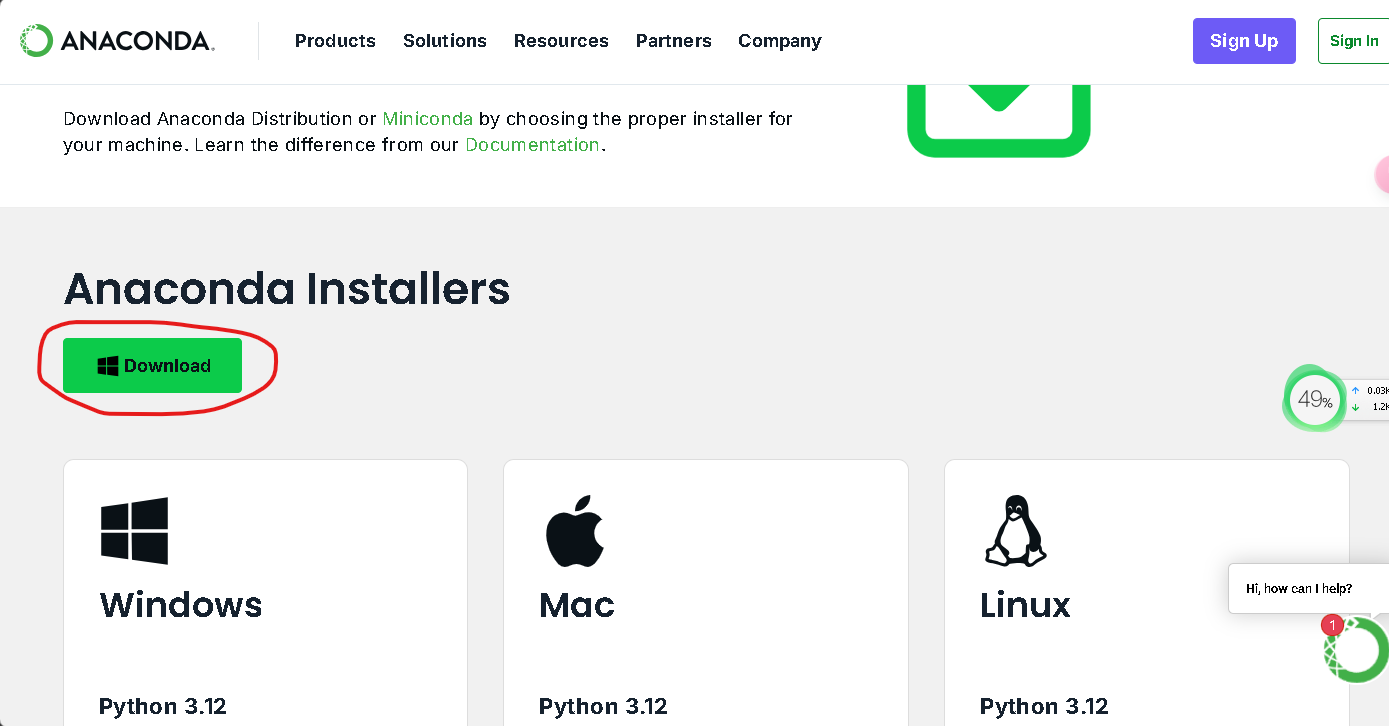 ANACONDA.
Products Solutions Resources Partners Company
Sign Up
Sign In
Download Anaconda Distribution or Miniconda by choosing the proper installer for
your machine. Learn the difference from our Documentation.
Anaconda Installers
Download
49%
0.03K
1.2K
Windows
Mac
Linux
Hi, how can I help?
1
Python 3.12
Python 3.12
Python 3.12